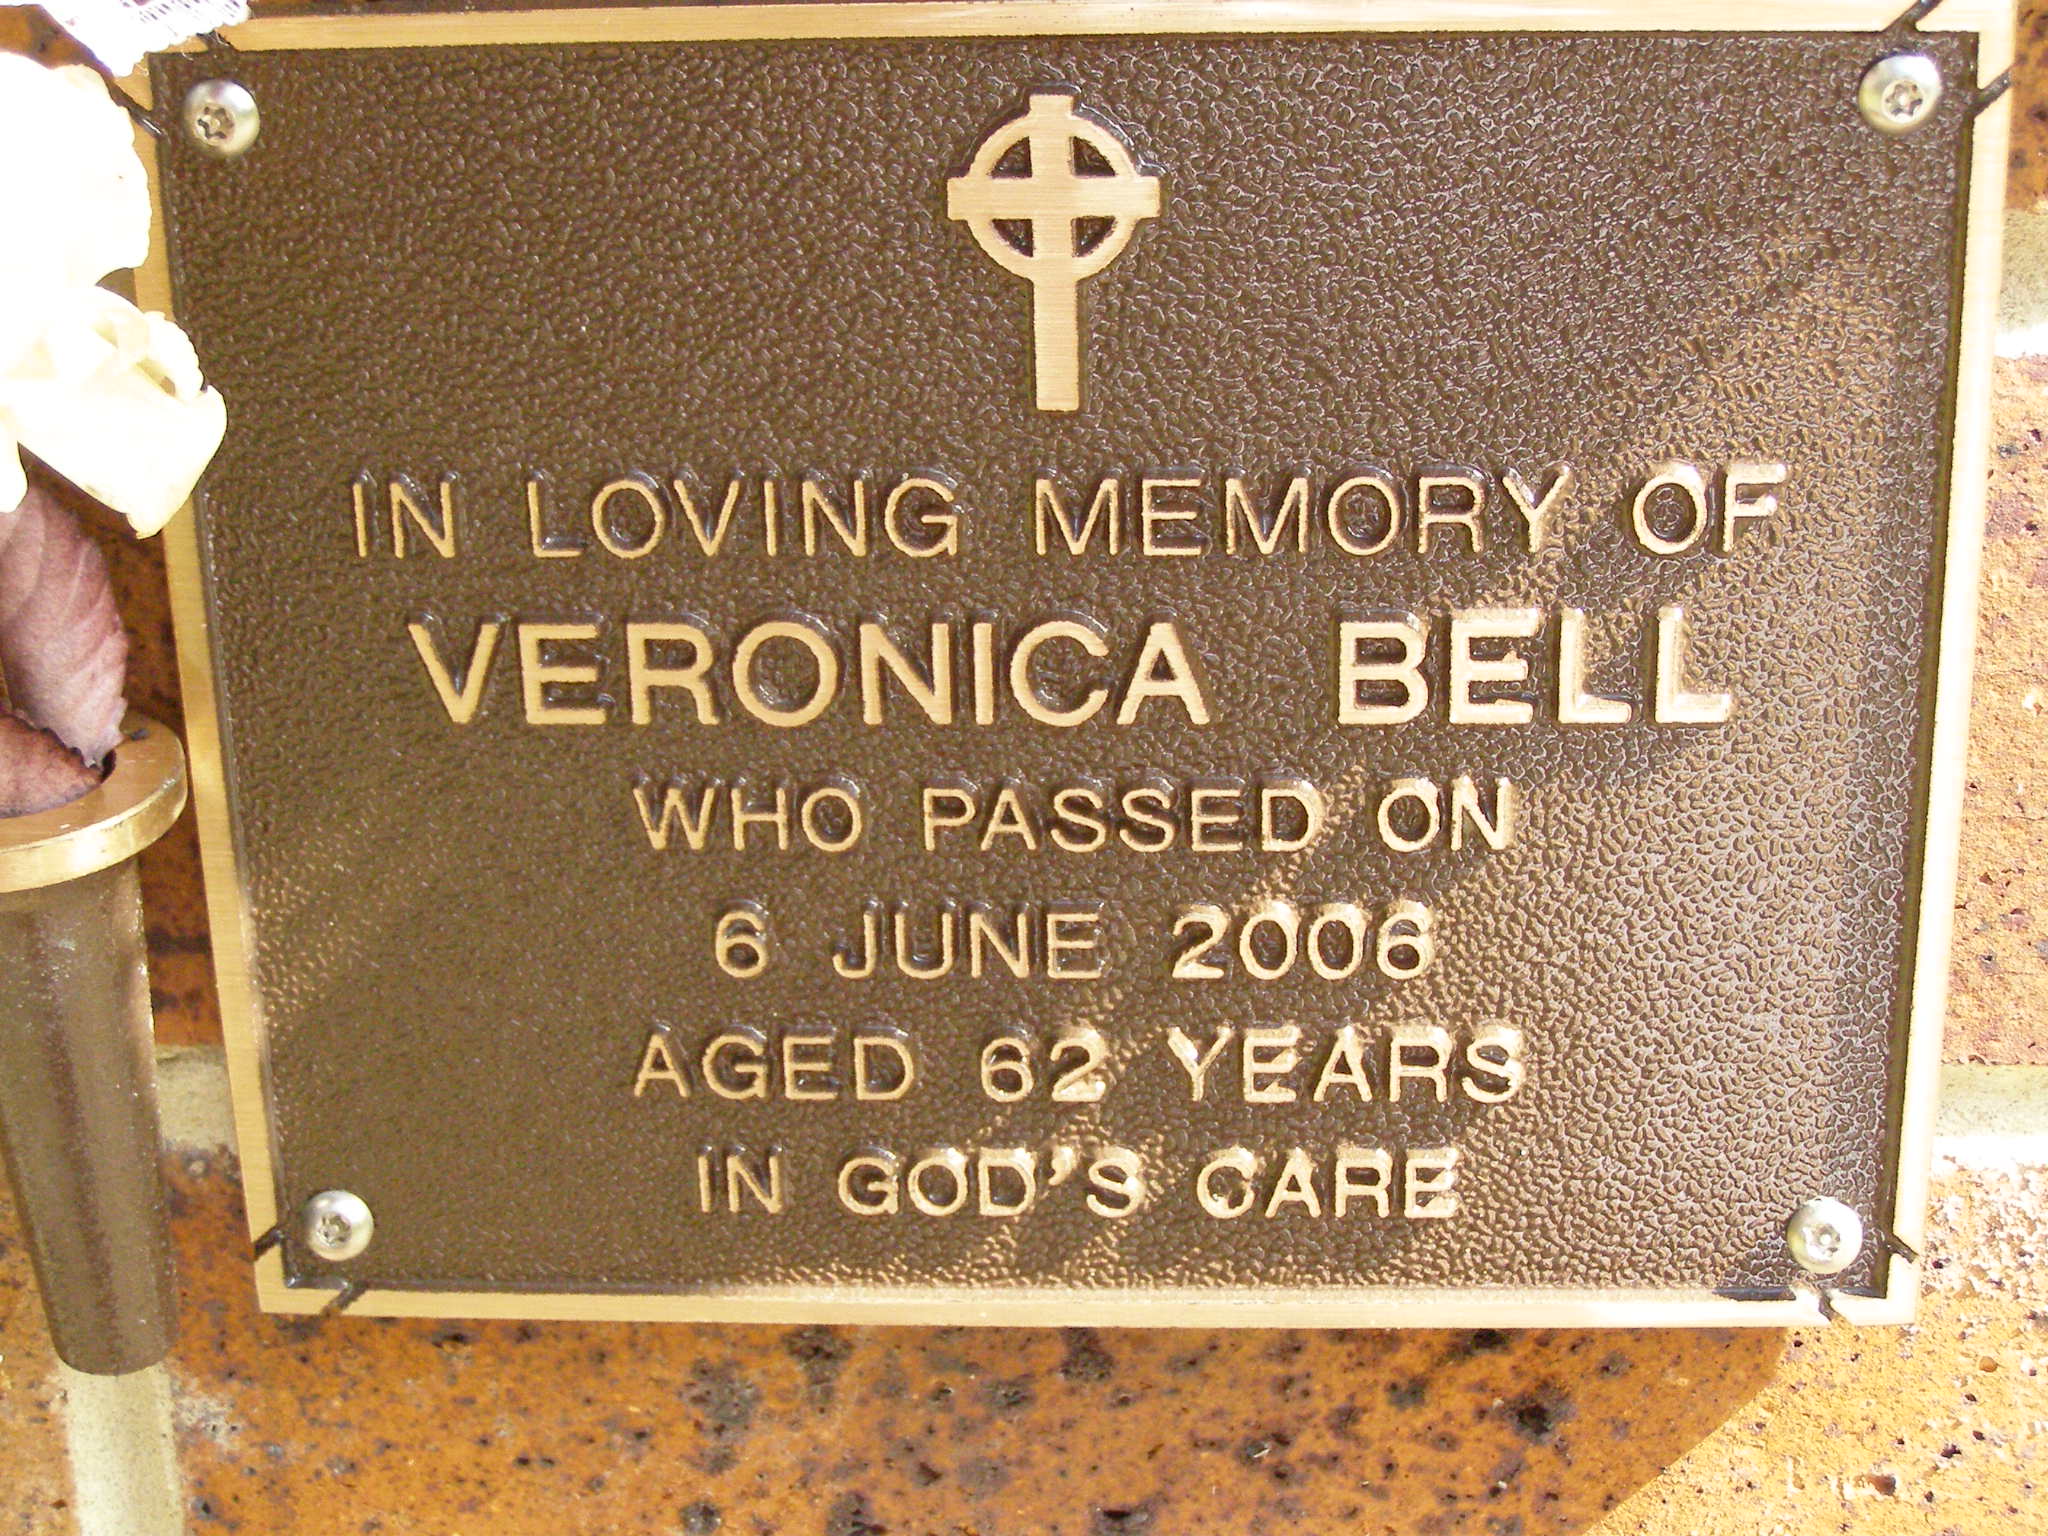 IN LOVING MEMORY OF
VERONICA BELL
WHO PASSED ON
6 JUNE 2006
AGED 62 YEARS
IN GOD'S CARE